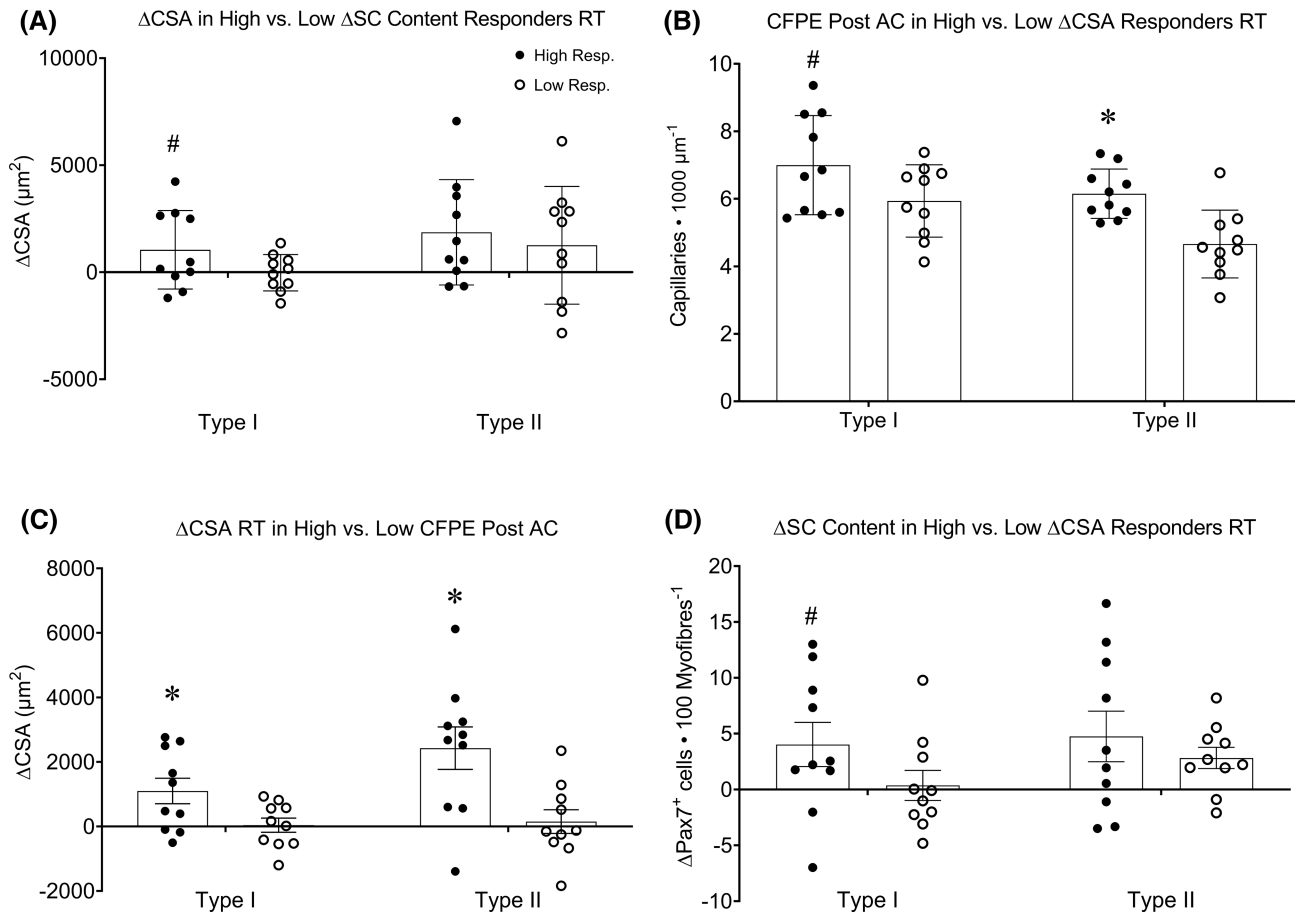 (A)
ΔCSA in High vs. Low ΔSC Content Responders RT
High Resp.
Low Resp.
ΔCSA (µm²)
10000
5000
0
-5000
#
Type I
Type II
(B)
CFPE Post AC in High vs. Low ΔCSA Responders RT
Capillaries • 1000 µm⁻¹
10
8
6
4
2
0
#
*
Type I
Type II
(C)
ΔCSA RT in High vs. Low CFPE Post AC
ΔCSA (µm²)
8000
6000
4000
2000
0
-2000
*
*
Type I
Type II
(D)
ΔSC Content in High vs. Low ΔCSA Responders RT
ΔPax7⁺ cells • 100 Myofibres⁻¹
20
15
10
5
0
-5
-10
#
Type I
Type II